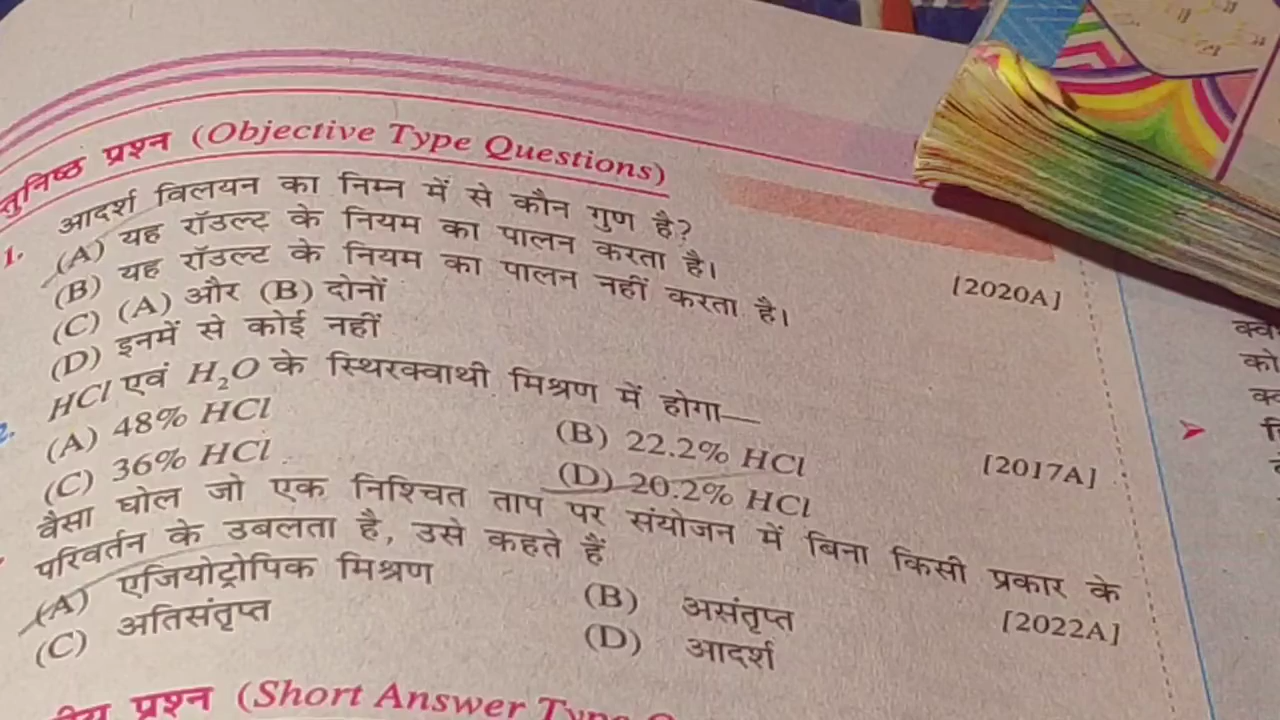 प्रश्न (Objective Type Questions)
1. आदर्श विलयन का निम्न में से कौन गुण है?
(A) यह रॉउल्ट के नियम का पालन करता है।
(B) यह रॉउल्ट के नियम का पालन नहीं करता है।
(C) (A) और (B) दोनों [2020A]
(D) इनमें से कोई नहीं
2. HCl एवं H₂O के स्थिरक्वाथी मिश्रण में होगा—
(A) 48% HCl (B) 22.2% HCl
(C) 36% HCl (D) 20.2% HCl [2017A]
वैसा घोल जो एक निश्चित ताप पर संयोजन में बिना किसी प्रकार के
परिवर्तन के उबलता है, उसे कहते हैं
(A) एजियोट्रोपिक मिश्रण (B) असंतृप्त [2022A]
(C) अतिसंतृप्त (D) आदर्श
प्रश्न (Short Answer